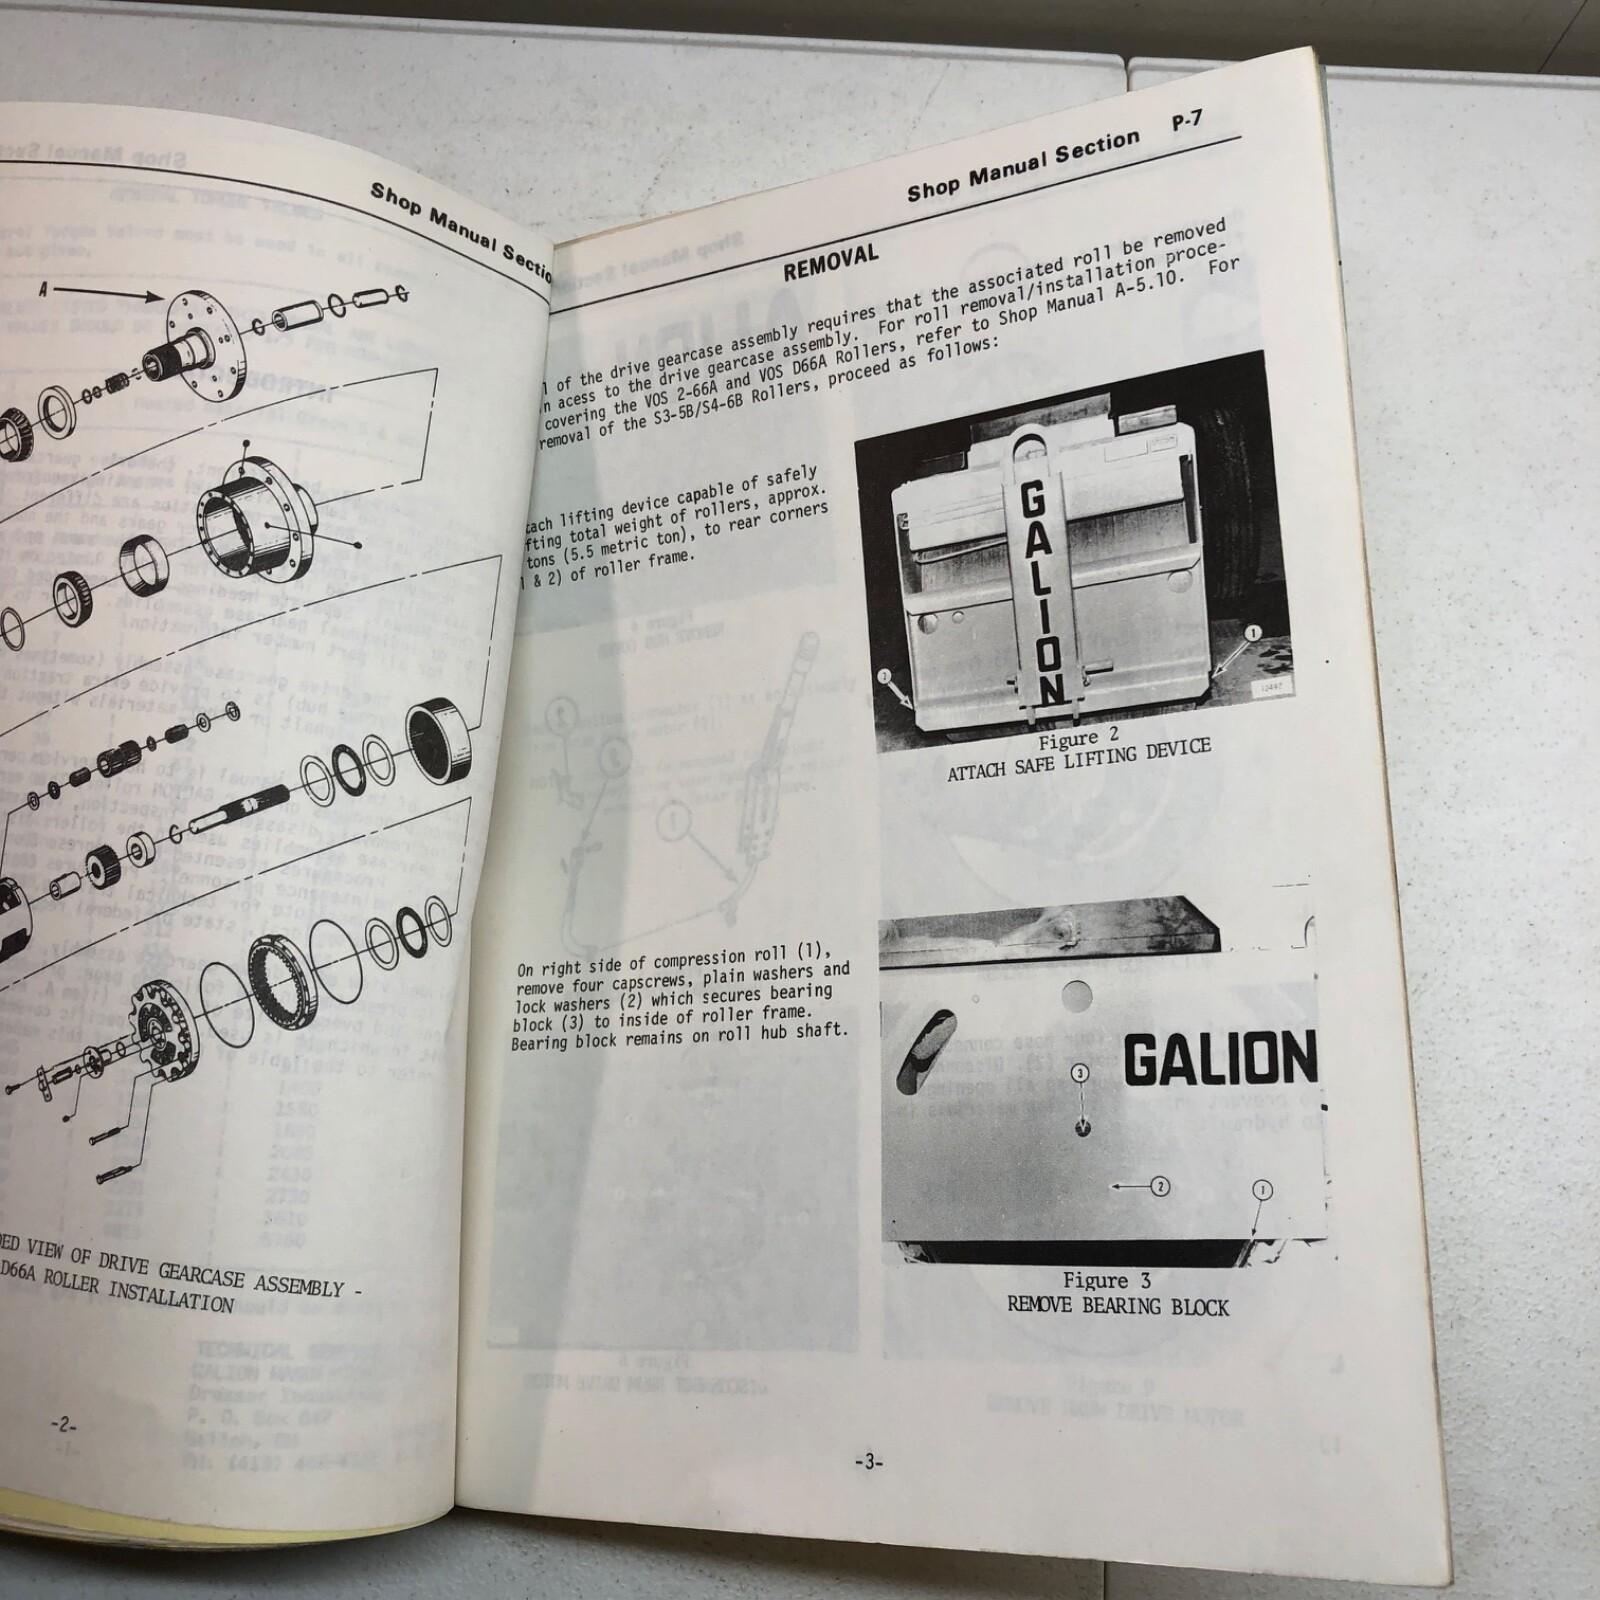 Shop Manual Sectio
A
VIEW OF DRIVE GEARCASE ASSEMBLY -
D66A ROLLER INSTALLATION
-2-
Shop Manual Section P-7
REMOVAL
of the drive gearcase assembly requires that the associated roll be removed
acess to the drive gearcase assembly. For roll removal/installation proce-
covering the VOS 2-66A and VOS D66A Rollers, refer to Shop Manual A-5.10. For
removal of the S3-5B/S4-6B Rollers, proceed as follows:
lifting device capable of safely
total weight of rollers, approx.
tons (5.5 metric ton), to rear corners
& 2) of roller frame.
GALION
1
2
Figure 2
ATTACH SAFE LIFTING DEVICE
On right side of compression roll (1),
remove four capscrews, plain washers and
lock washers (2) which secures bearing
block (3) to inside of roller frame.
Bearing block remains on roll hub shaft.
GALION
3
2
1
Figure 3
REMOVE BEARING BLOCK
-3-